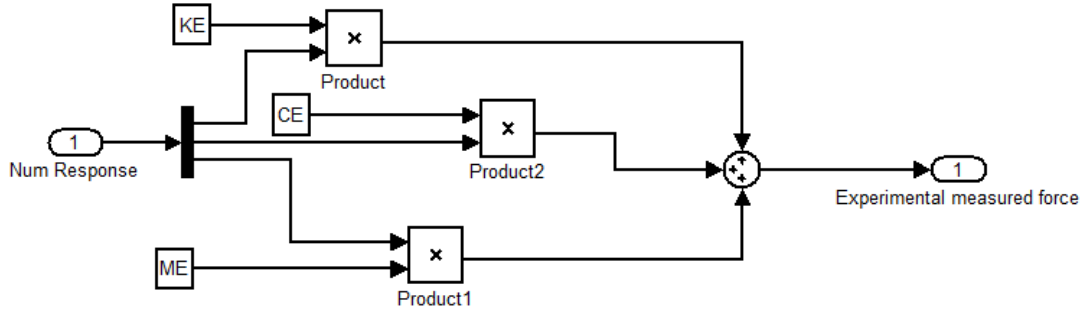 KE
×
Product
CE
×
Product2
1
Num Response
1
Experimental measured force
+
+
+
ME
×
Product1